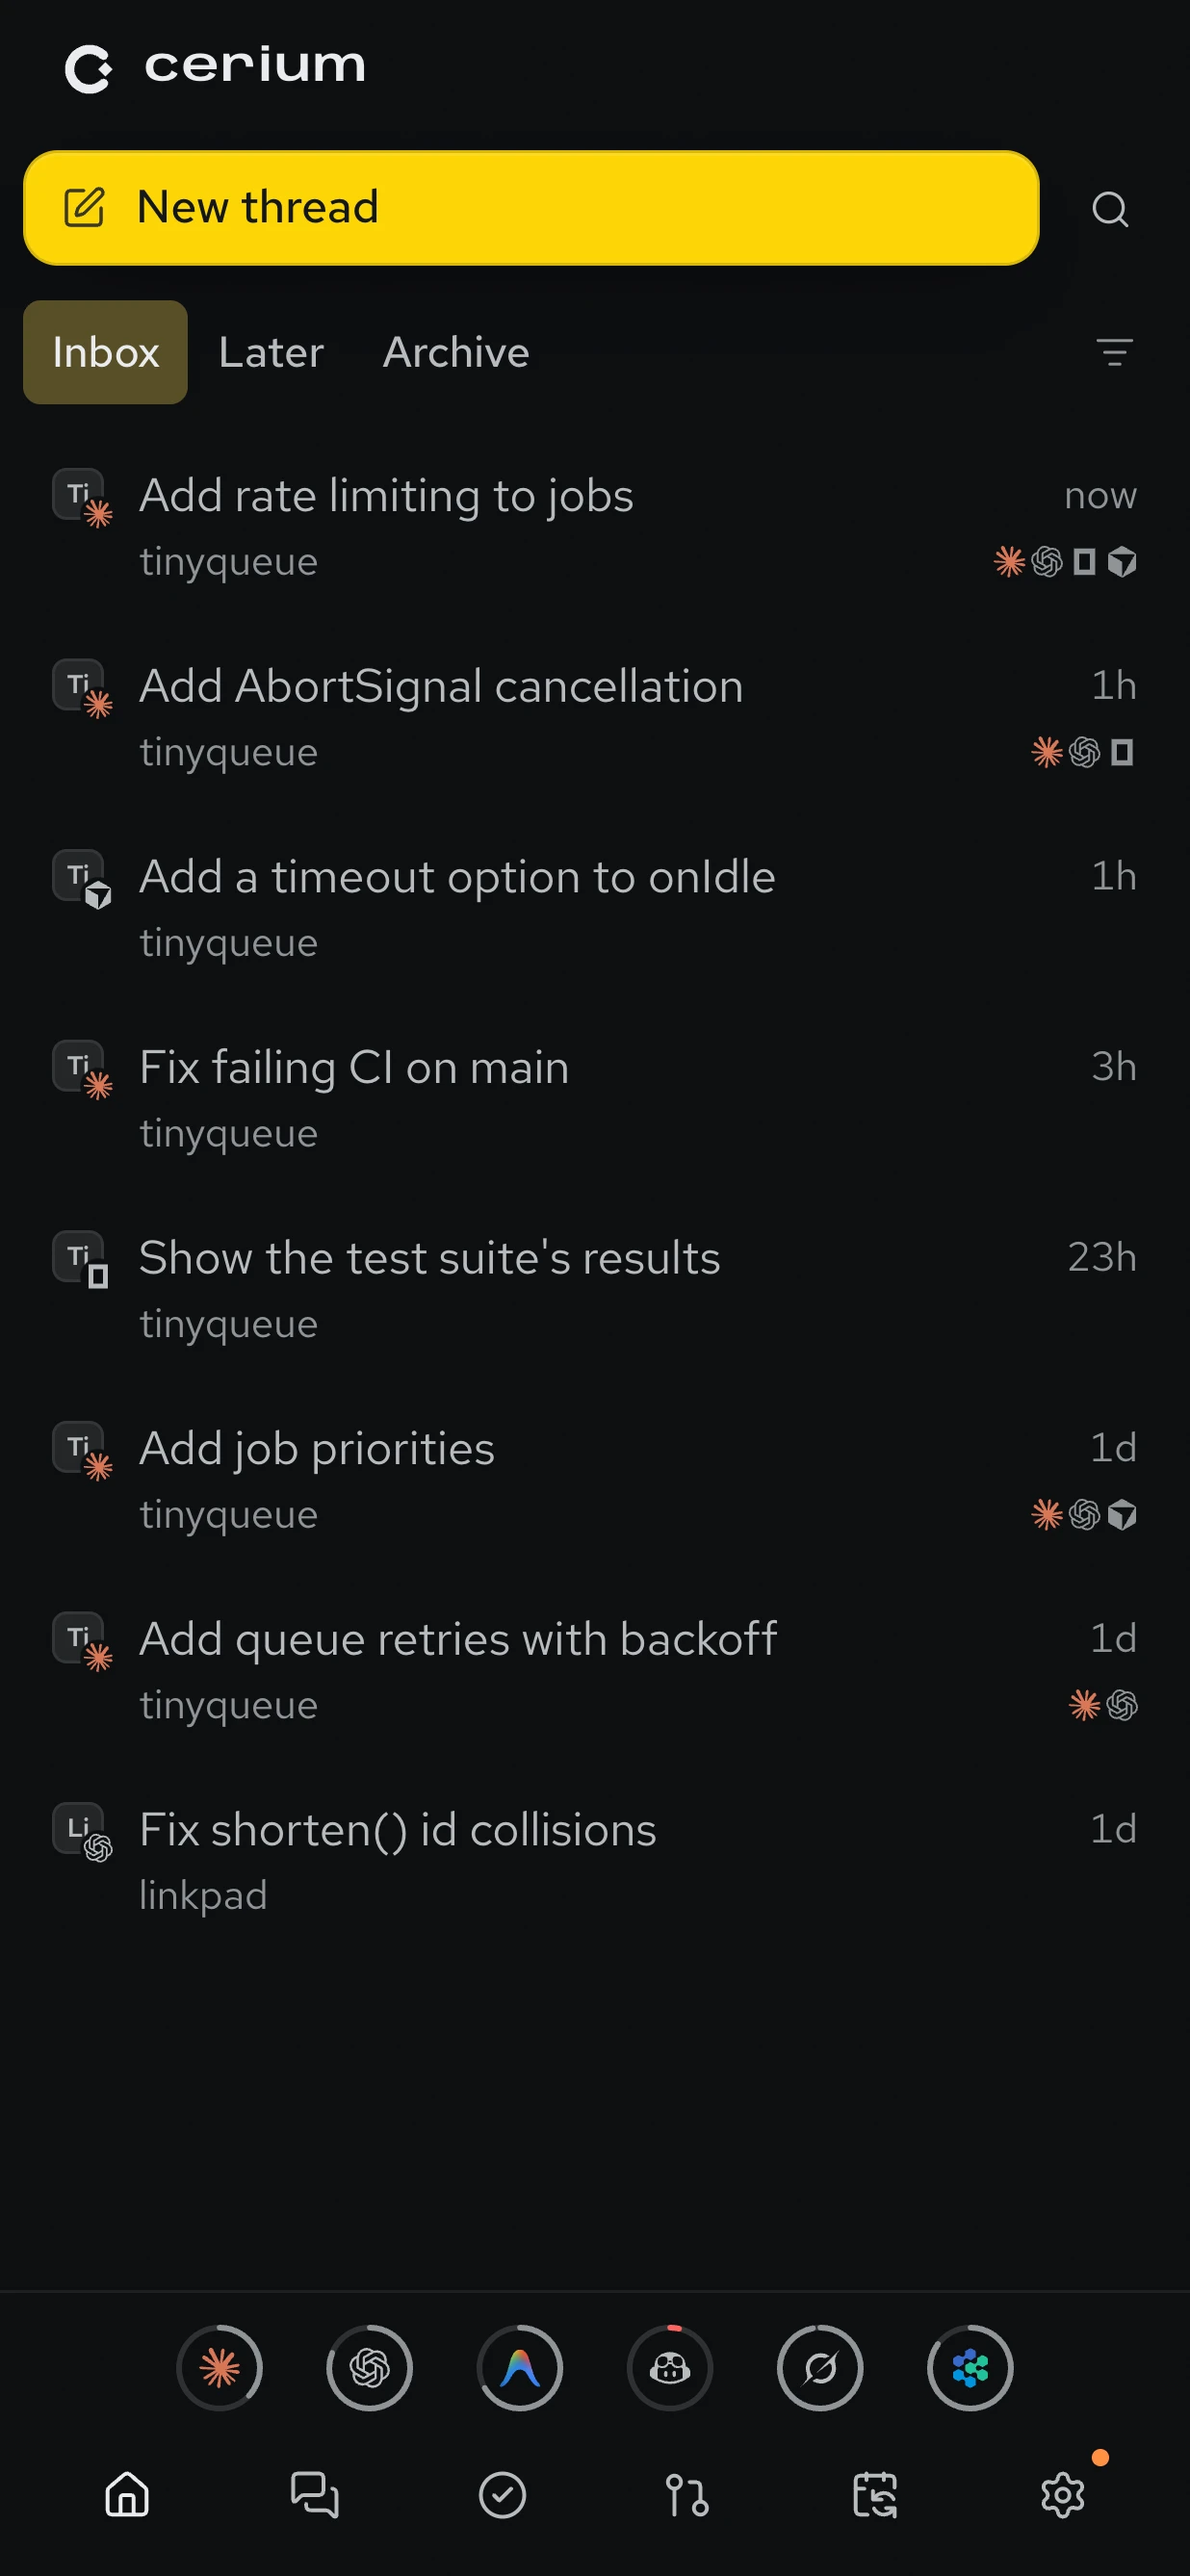 cerium
New thread
Inbox Later Archive
Ti Add rate limiting to jobs now
tinyqueue
Ti Add AbortSignal cancellation 1h
tinyqueue
Ti Add a timeout option to onIdle 1h
tinyqueue
Ti Fix failing CI on main 3h
tinyqueue
Ti Show the test suite's results 23h
tinyqueue
Ti Add job priorities 1d
tinyqueue
Ti Add queue retries with backoff 1d
tinyqueue
Li Fix shorten() id collisions 1d
linkpad